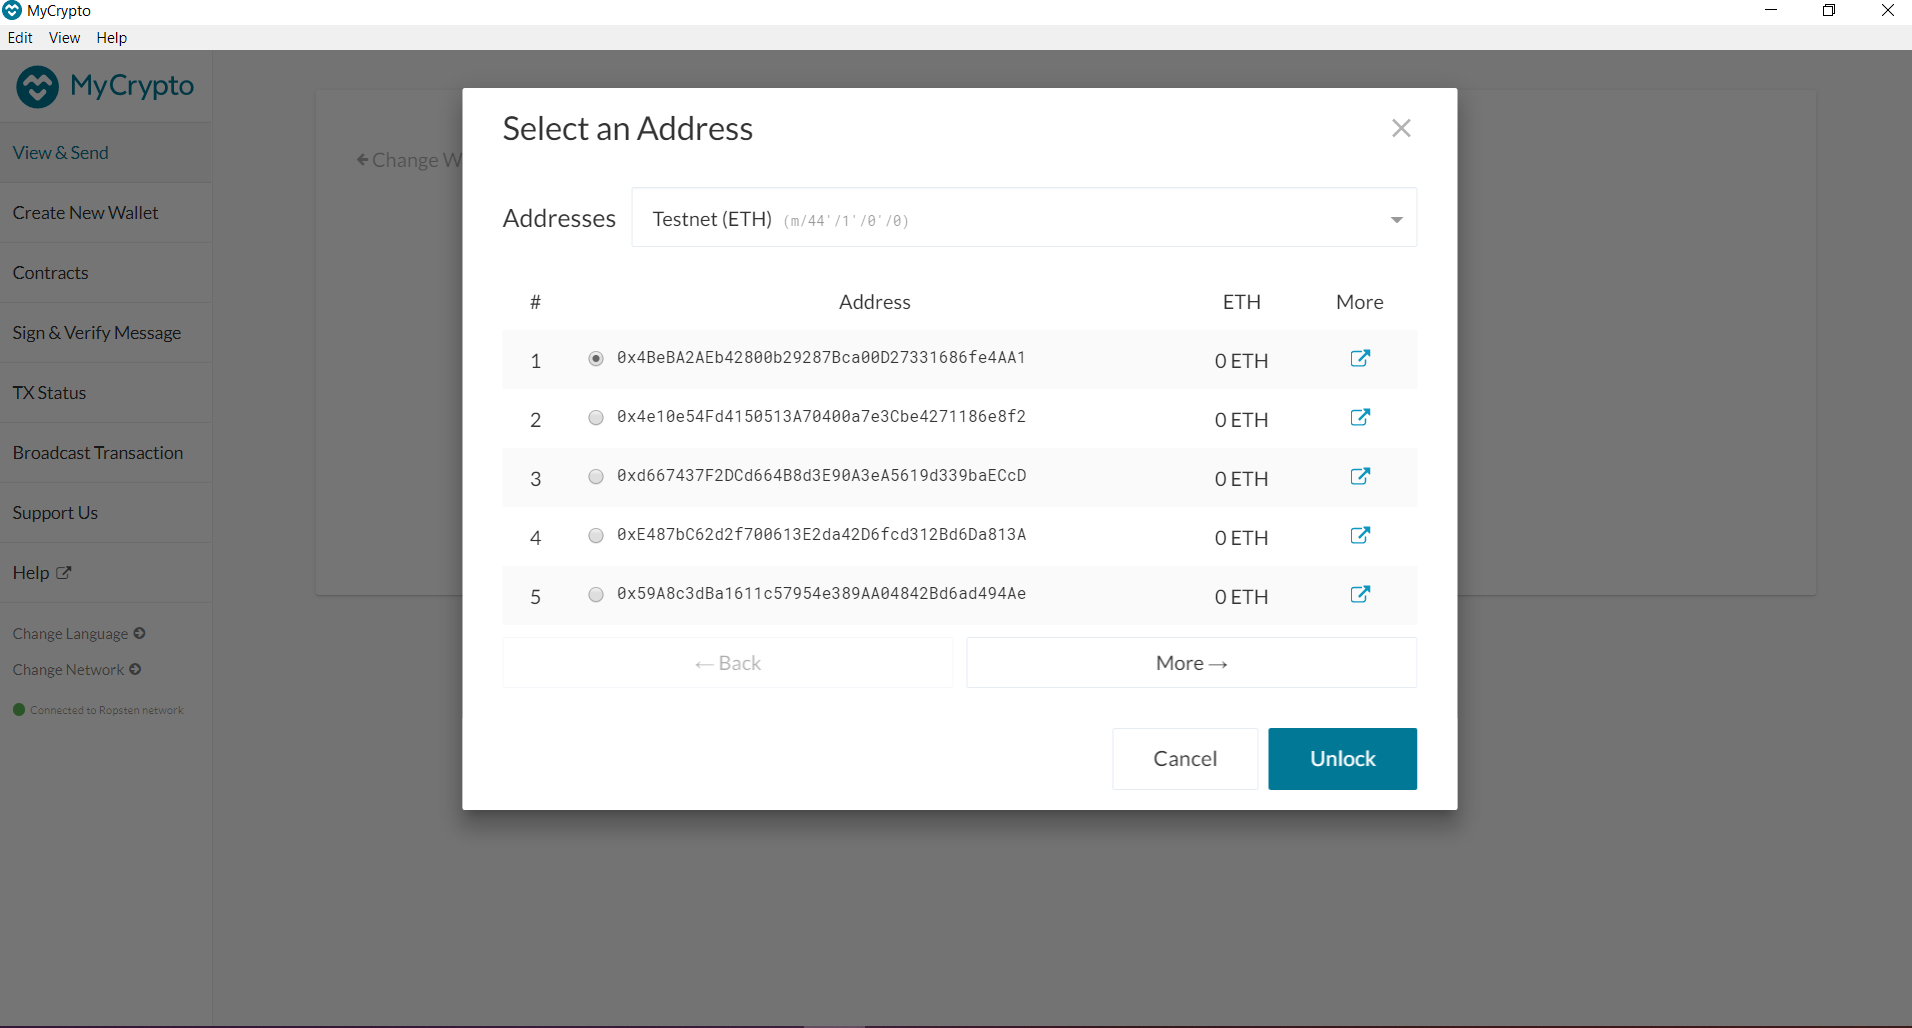 MyCrypto
Edit View Help
MyCrypto
View & Send
Create New Wallet
Contracts
Sign & Verify Message
TX Status
Broadcast Transaction
Support Us
Help
Change Language
Change Network
Connected to Ropsten network
Change W
Select an Address
Addresses Testnet (ETH) (m/44'/1'/0'/0)
# Address ETH More
1 0x4BeBA2AEb42800b29287Bca00D27331686fe4AA1 0 ETH
2 0x4e10e54Fd4150513A70400a7e3Cbe4271186e8f2 0 ETH
3 0xd667437F2DCd664B8d3E90A3eA5619d339baECcD 0 ETH
4 0xE487bC62d2f700613E2da42D6fcd312Bd6Da813A 0 ETH
5 0x59A8c3dBa1611c57954e389AA04842Bd6ad494Ae 0 ETH
← Back More →
Cancel Unlock